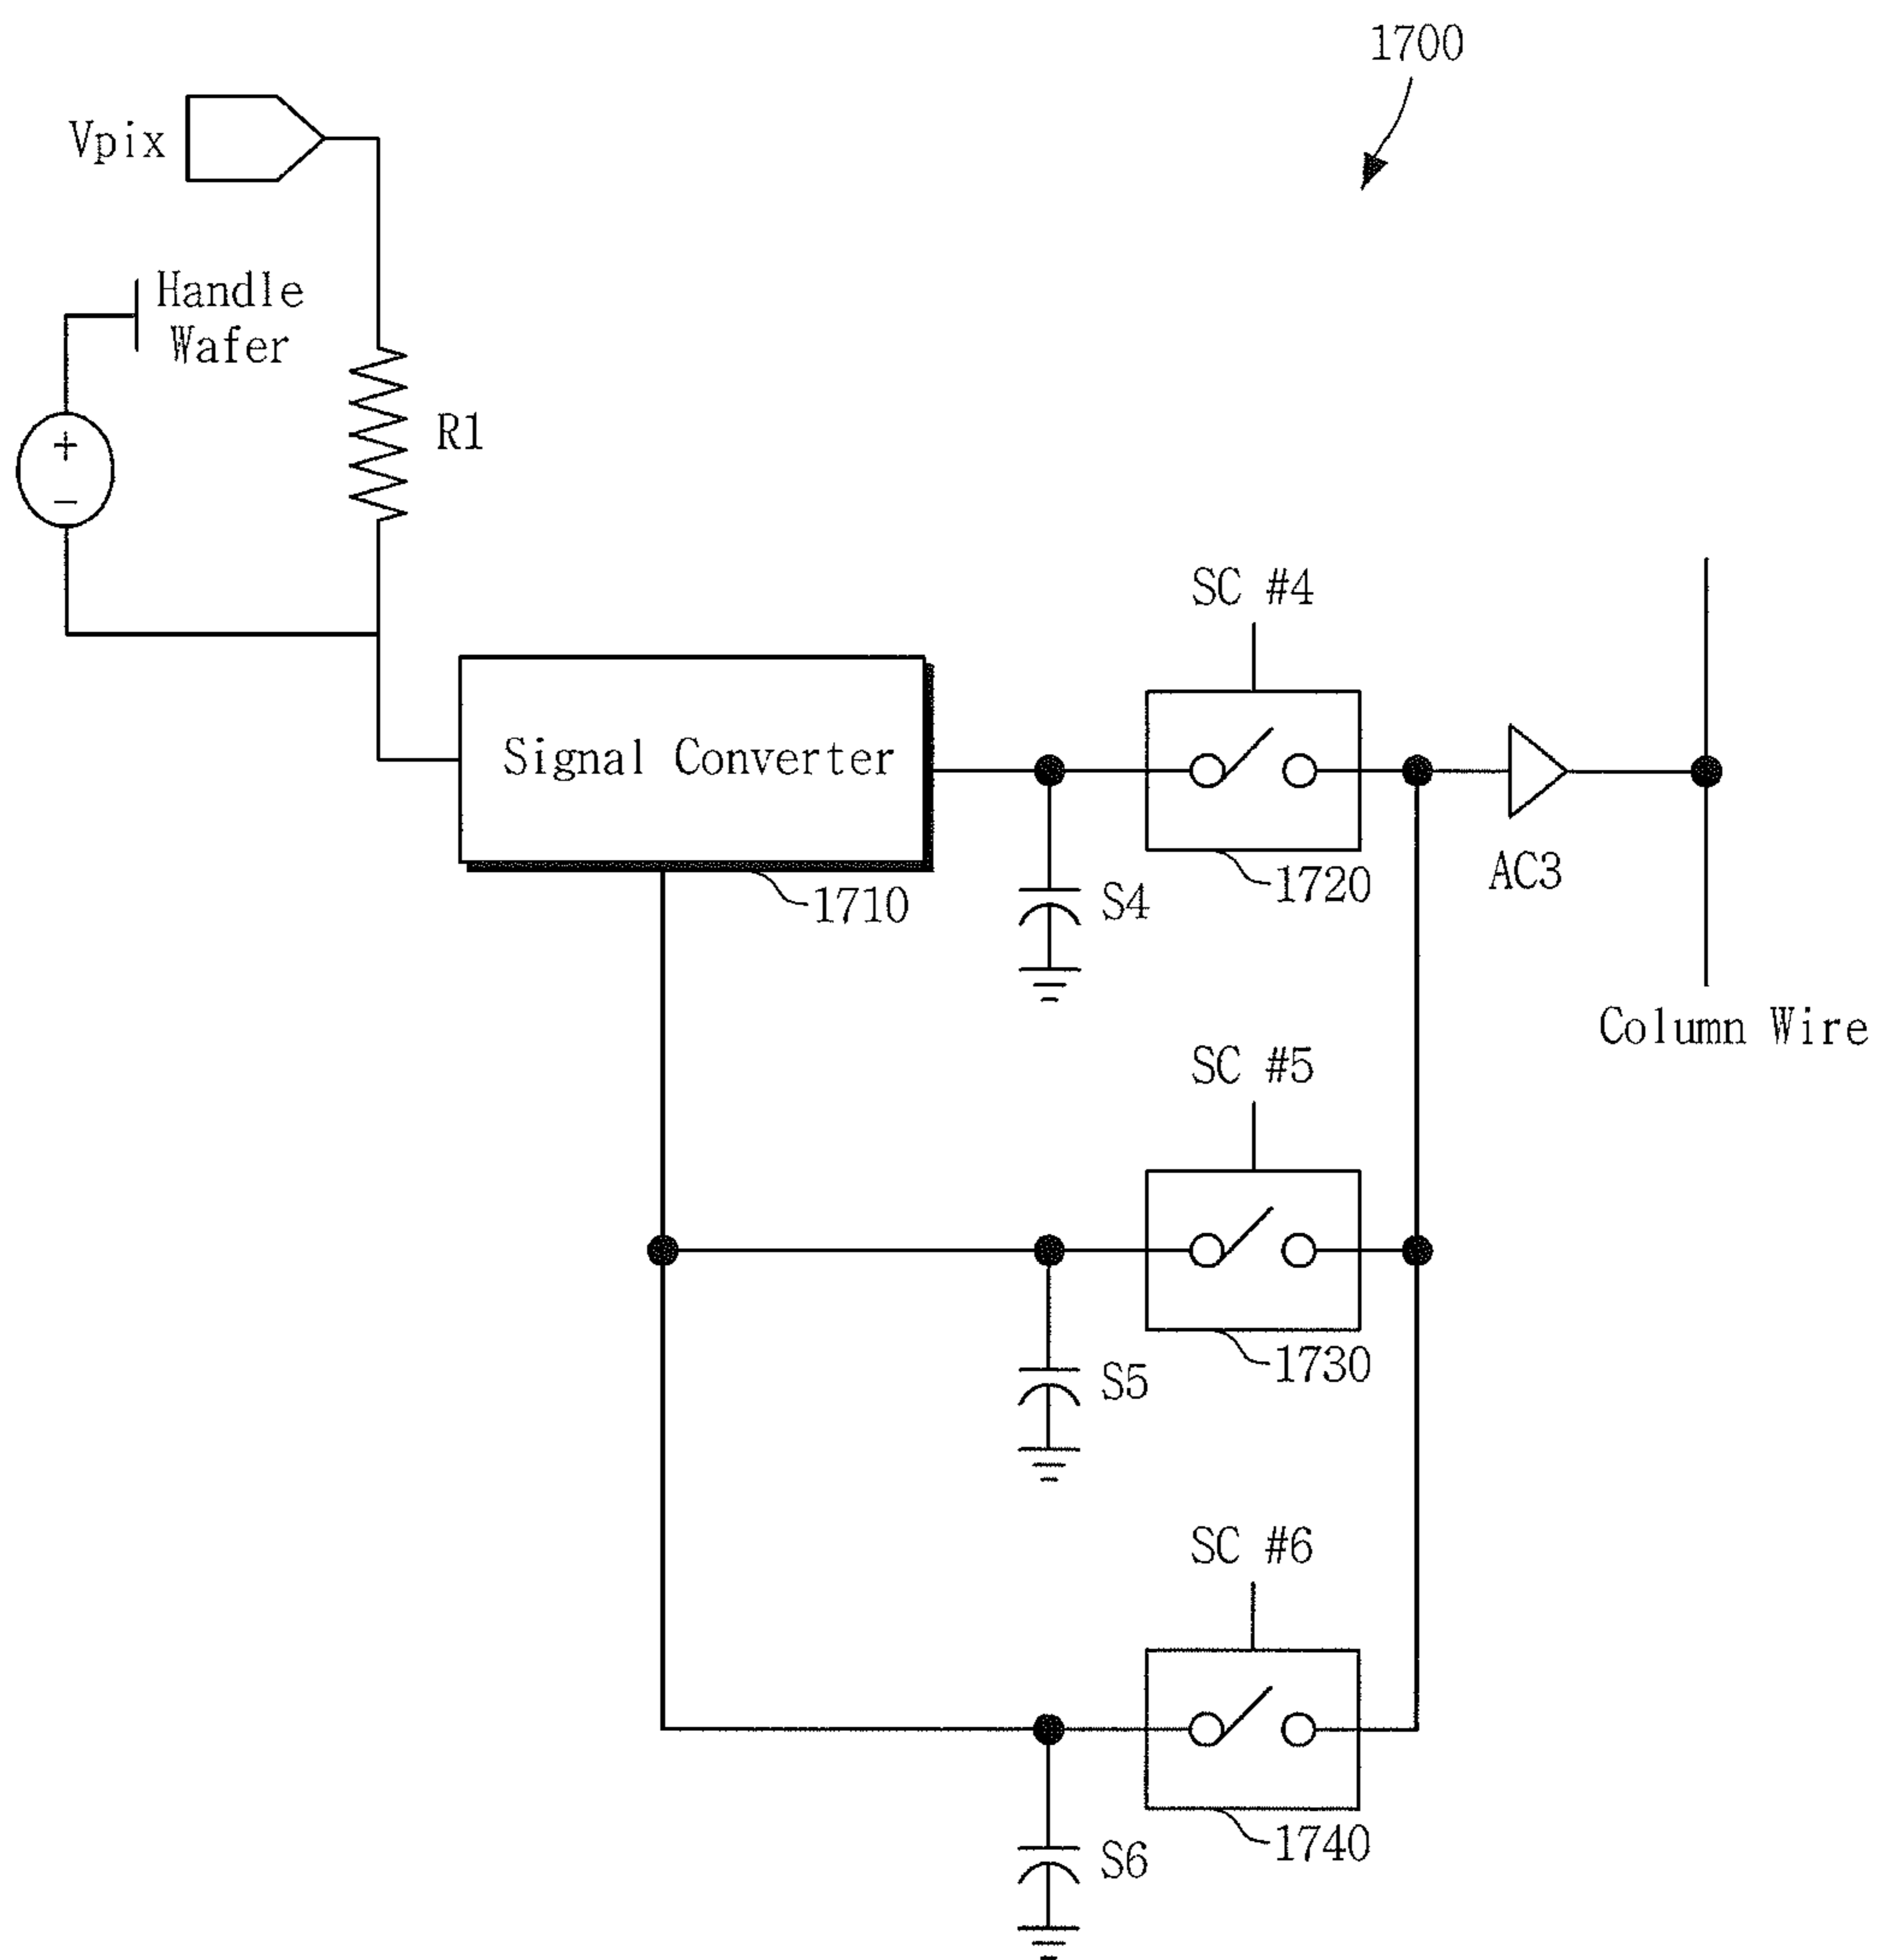 1700
Vpix
Handle
Wafer
+
−
R1
SC #4
Signal Converter
1710
S4
1720
AC3
Column Wire
SC #5
S5
1730
SC #6
S6
1740